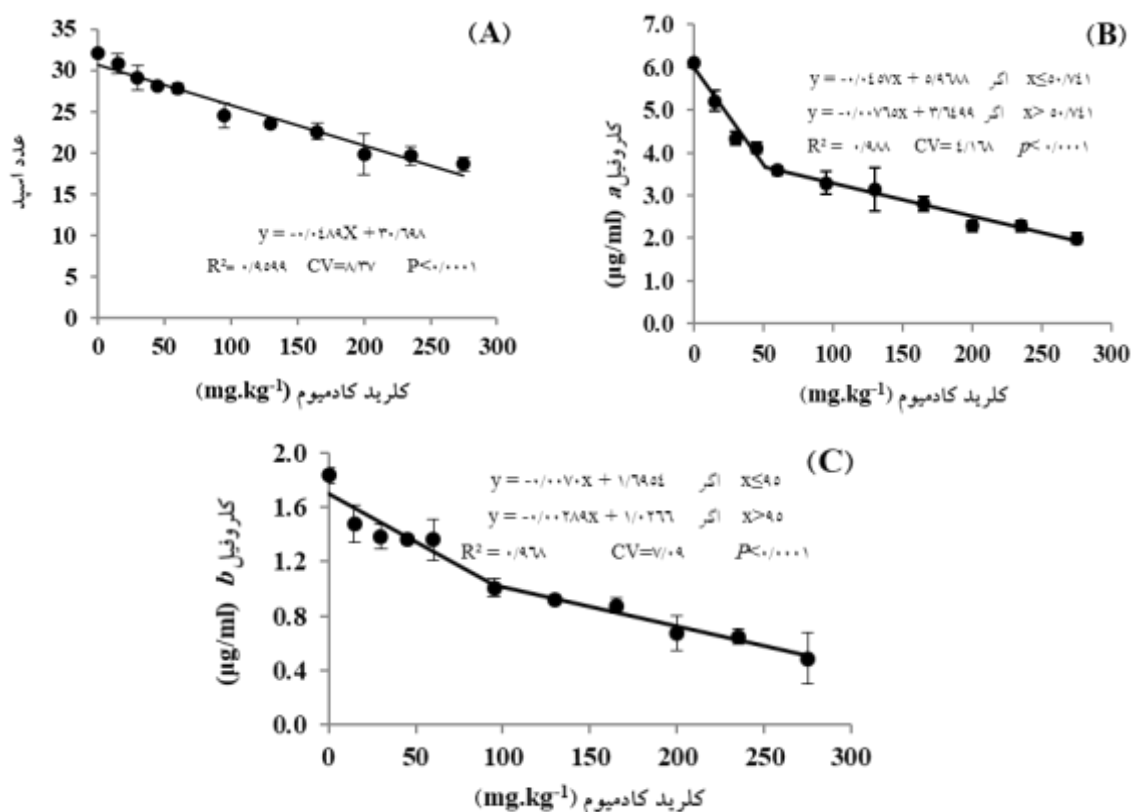 (A)
عدد اسپد
35
30
25
20
15
10
5
0
y = -۰/۰۴۸۹X + ۳۰/۶۹۸
R²= ۰/۹۵۹۹ CV=۸/۳۷ P<۰/۰۰۰۱
0 50 100 150 200 250 300
کلرید کادمیوم (mg.kg-1)
(B)
کلروفیل a (µg/ml)
7.0
6.0
5.0
4.0
3.0
2.0
1.0
0.0
y = -۰/۰۴۵۷x + ۵/۹۶۸۸ اگر x≤۵۰/۷۴۱
y = -۰/۰۰۷۶۵x + ۳/۶۴۹۹ اگر x> ۵۰/۷۴۱
R² = ۰/۹۸۸ CV= ٤/۱۶۸ p< ۰/۰۰۰۱
0 50 100 150 200 250 300
کلرید کادمیوم (mg.kg-1)
(C)
کلروفیل b (µg/ml)
2.0
1.6
1.2
0.8
0.4
0.0
y = -۰/۰۰۷۰x + ۱/۶۹۵٤ اگر x≤۹۵
y = -۰/۰۰۲۸۹x + ۱/۰۲۶۶ اگر x>۹۵
R² = ۰/۹۶۸ CV=۷/۰۹ P<۰/۰۰۰۱
0 50 100 150 200 250 300
کلرید کادمیوم (mg.kg-1)